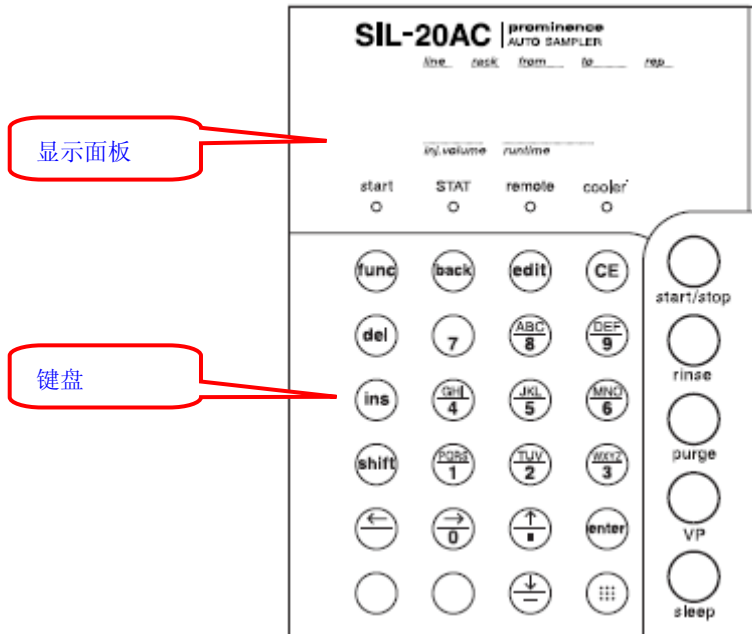 SIL-20AC prominence
AUTO SAMPLER
line rack from to rep
显示面板
inj.volume runtime
start STAT remote cooler
func back edit CE
start/stop
del 7 ABC 8 DEF 9
rinse
键盘
ins GHI 4 JKL 5 MNO 6
purge
shift PQRS 1 TUV 2 WXYZ 3
← → 0 ↑ . enter
VP
↓ −
sleep